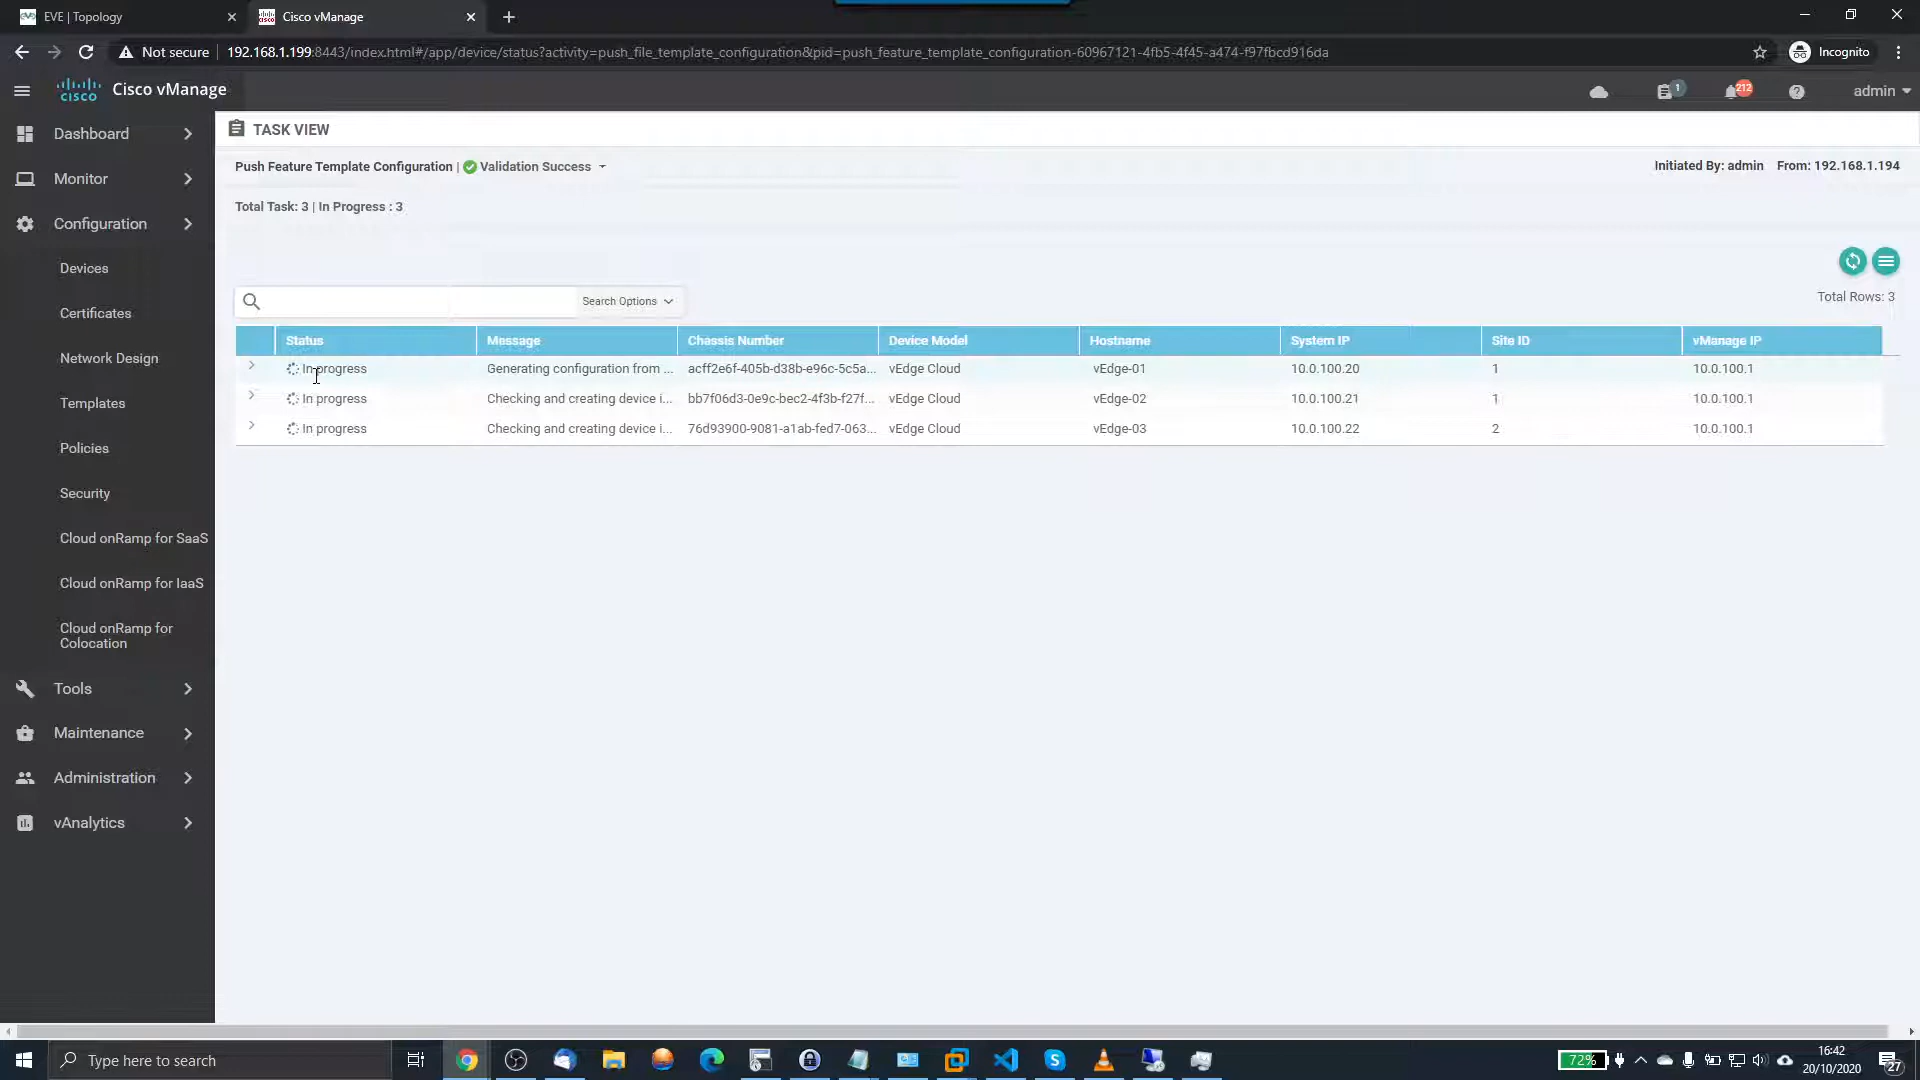 EVE | Topology
Cisco vManage
Not secure
192.168.1.199:8443/index.html#/app/device/status?activity=push_file_template_configuration&pid=push_feature_template_configuration-60967121-4fb5-4f45-a474-f97fbcd916da
Incognito
cisco
Cisco vManage
1
212
admin
Dashboard
Monitor
Configuration
Devices
Certificates
Network Design
Templates
Policies
Security
Cloud onRamp for SaaS
Cloud onRamp for IaaS
Cloud onRamp for
Colocation
Tools
Maintenance
Administration
vAnalytics
TASK VIEW
Push Feature Template Configuration | Validation Success
Initiated By: admin From: 192.168.1.194
Total Task: 3 | In Progress : 3
Search Options
Total Rows: 3
Status Message Chassis Number Device Model Hostname System IP Site ID vManage IP
In progress Generating configuration from ... acff2e6f-405b-d38b-e96c-5c5a... vEdge Cloud vEdge-01 10.0.100.20 1 10.0.100.1
In progress Checking and creating device i... bb7f06d3-0e9c-bec2-4f3b-f27f... vEdge Cloud vEdge-02 10.0.100.21 1 10.0.100.1
In progress Checking and creating device i... 76d93900-9081-a1ab-fed7-063... vEdge Cloud vEdge-03 10.0.100.22 2 10.0.100.1
Type here to search
72%
16:42
20/10/2020
27